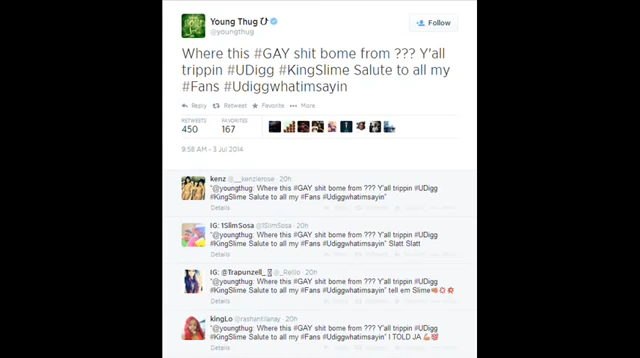 Young Thug
@youngthug
Follow
Where this #GAY shit bome from ??? Y'all
trippin #UDigg #KingSlime Salute to all my
#Fans #Udiggwhatimsayin
Reply Retweet Favorite More
RETWEETS FAVORITES
450 167
9:58 AM - 3 Jul 2014
kenz @__kenzierose · 20h
"@youngthug: Where this #GAY shit bome from ??? Y'all trippin #UDigg
#KingSlime Salute to all my #Fans #Udiggwhatimsayin"
Details
IG: 1SlimSosa @1SlimSosa · 20h
"@youngthug: Where this #GAY shit bome from ??? Y'all trippin #UDigg
#KingSlime Salute to all my #Fans #Udiggwhatimsayin" Slatt Slatt
Details
IG: @Trapunzell_ · 20h
"@youngthug: Where this #GAY shit bome from ??? Y'all trippin #UDigg
#KingSlime Salute to all my #Fans #Udiggwhatimsayin" tell em Slime
Details
kingLo @rashantilanay · 20h
"@youngthug: Where this #GAY shit bome from ??? Y'all trippin #UDigg
#KingSlime Salute to all my #Fans #Udiggwhatimsayin" I TOLD JA
Details